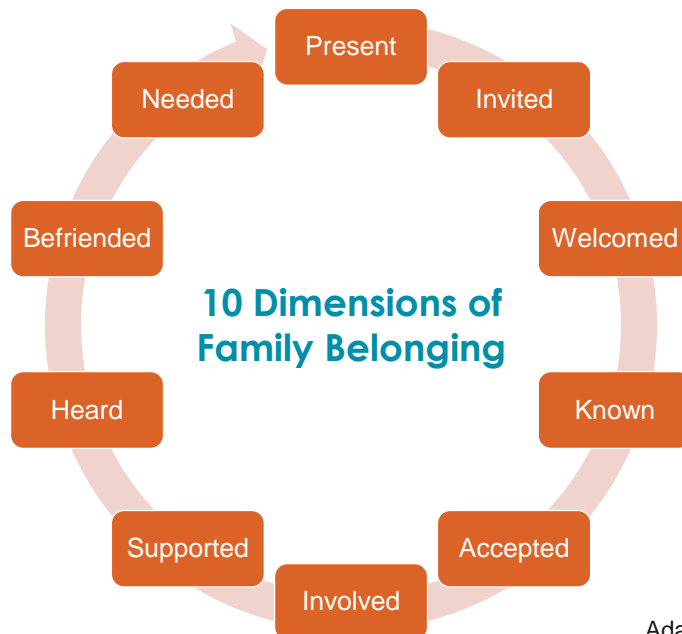 Present
Invited
Welcomed
Known
Accepted
Involved
Supported
Heard
Befriended
Needed
10 Dimensions of
Family Belonging